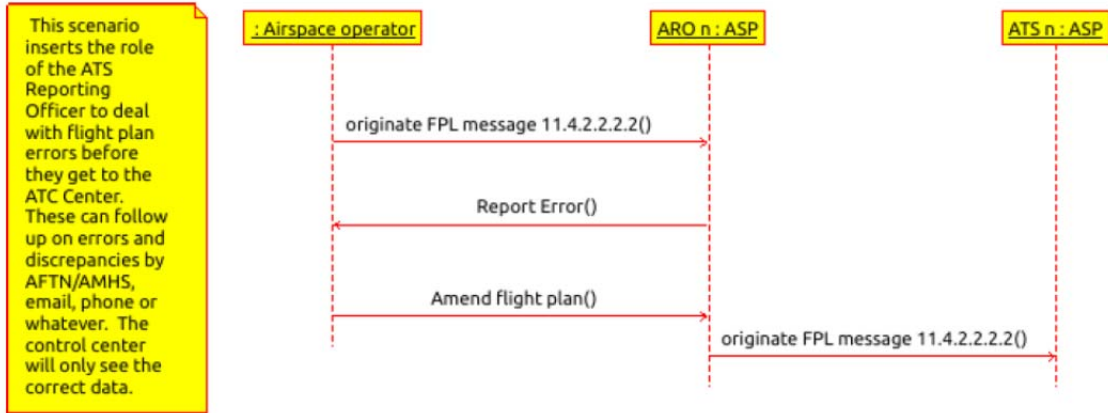 This scenario
inserts the role
of the ATS
Reporting
Officer to deal
with flight plan
errors before
they get to the
ATC Center.
These can follow
up on errors and
discrepancies by
AFTN/AMHS,
email, phone or
whatever. The
control center
will only see the
correct data.
: Airspace operator
ARO n : ASP
ATS n : ASP
originate FPL message 11.4.2.2.2.2()
Report Error()
Amend flight plan()
originate FPL message 11.4.2.2.2.2()